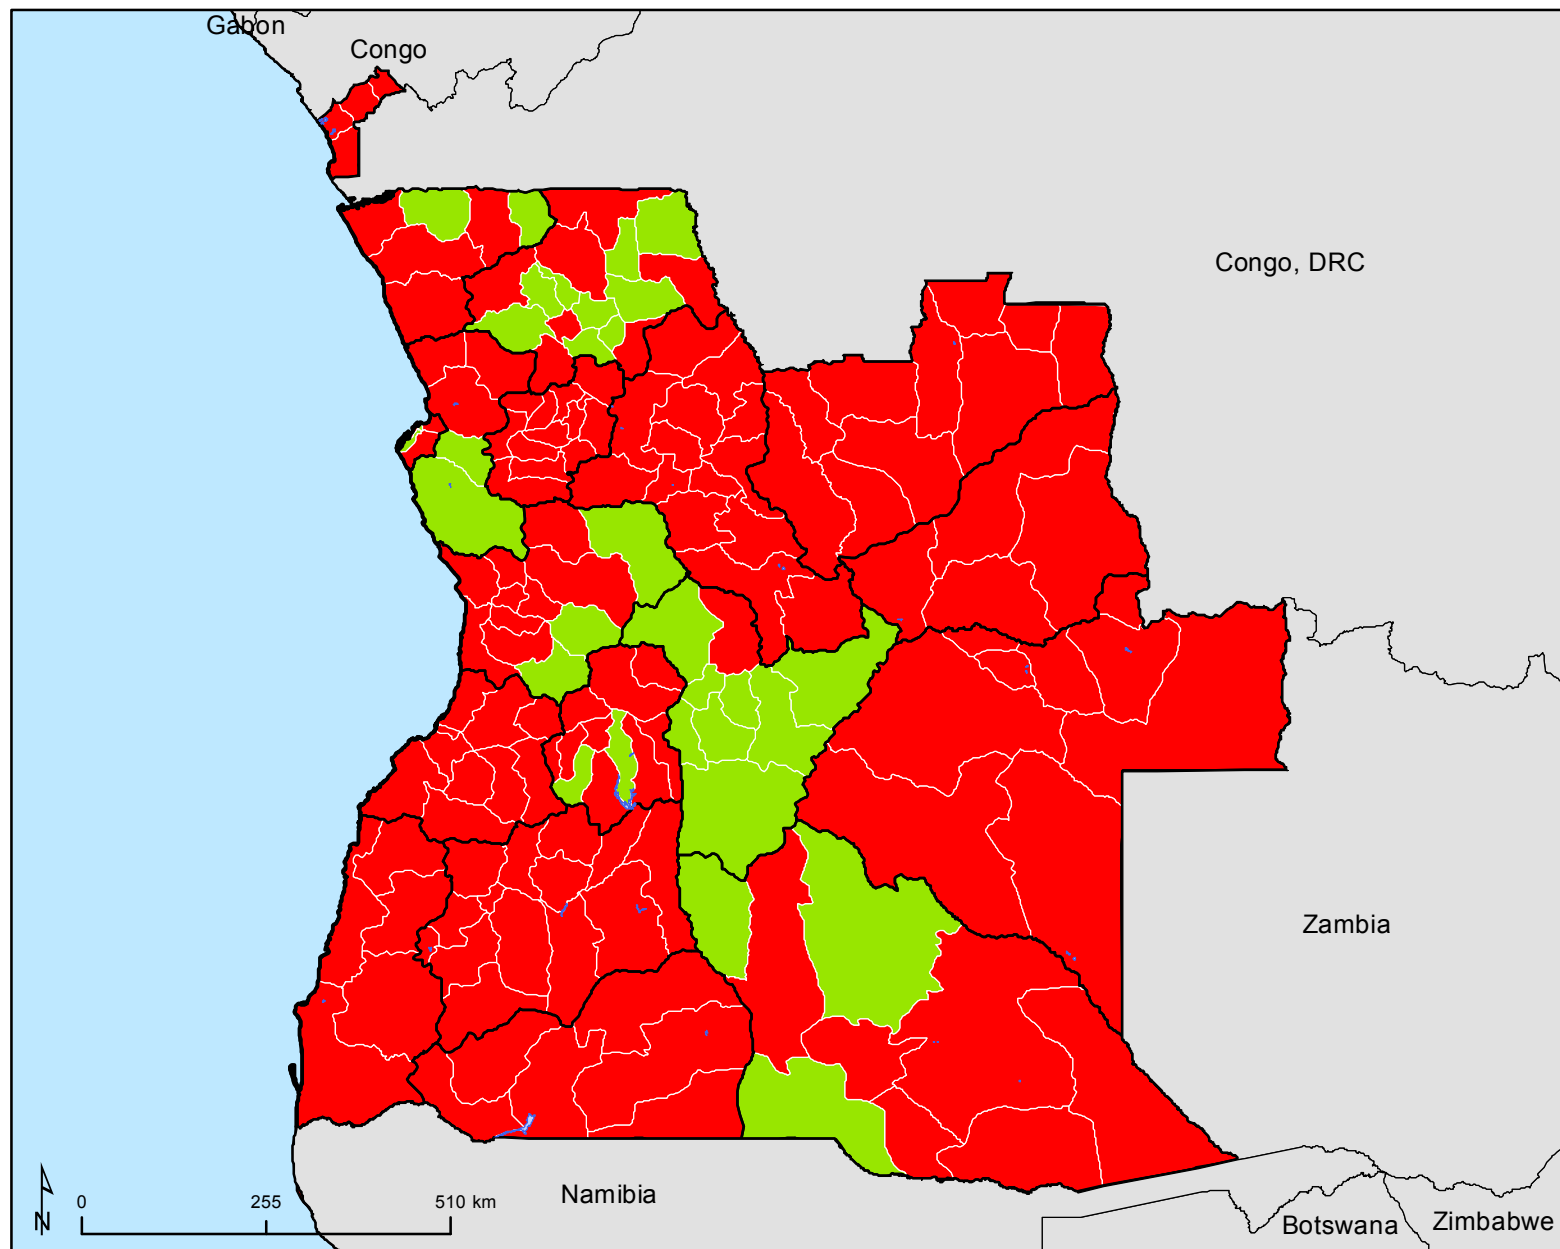 Gabon
Congo
Congo, DRC
Zambia
Namibia
Botswana
Zimbabwe
N
0 255 510 km